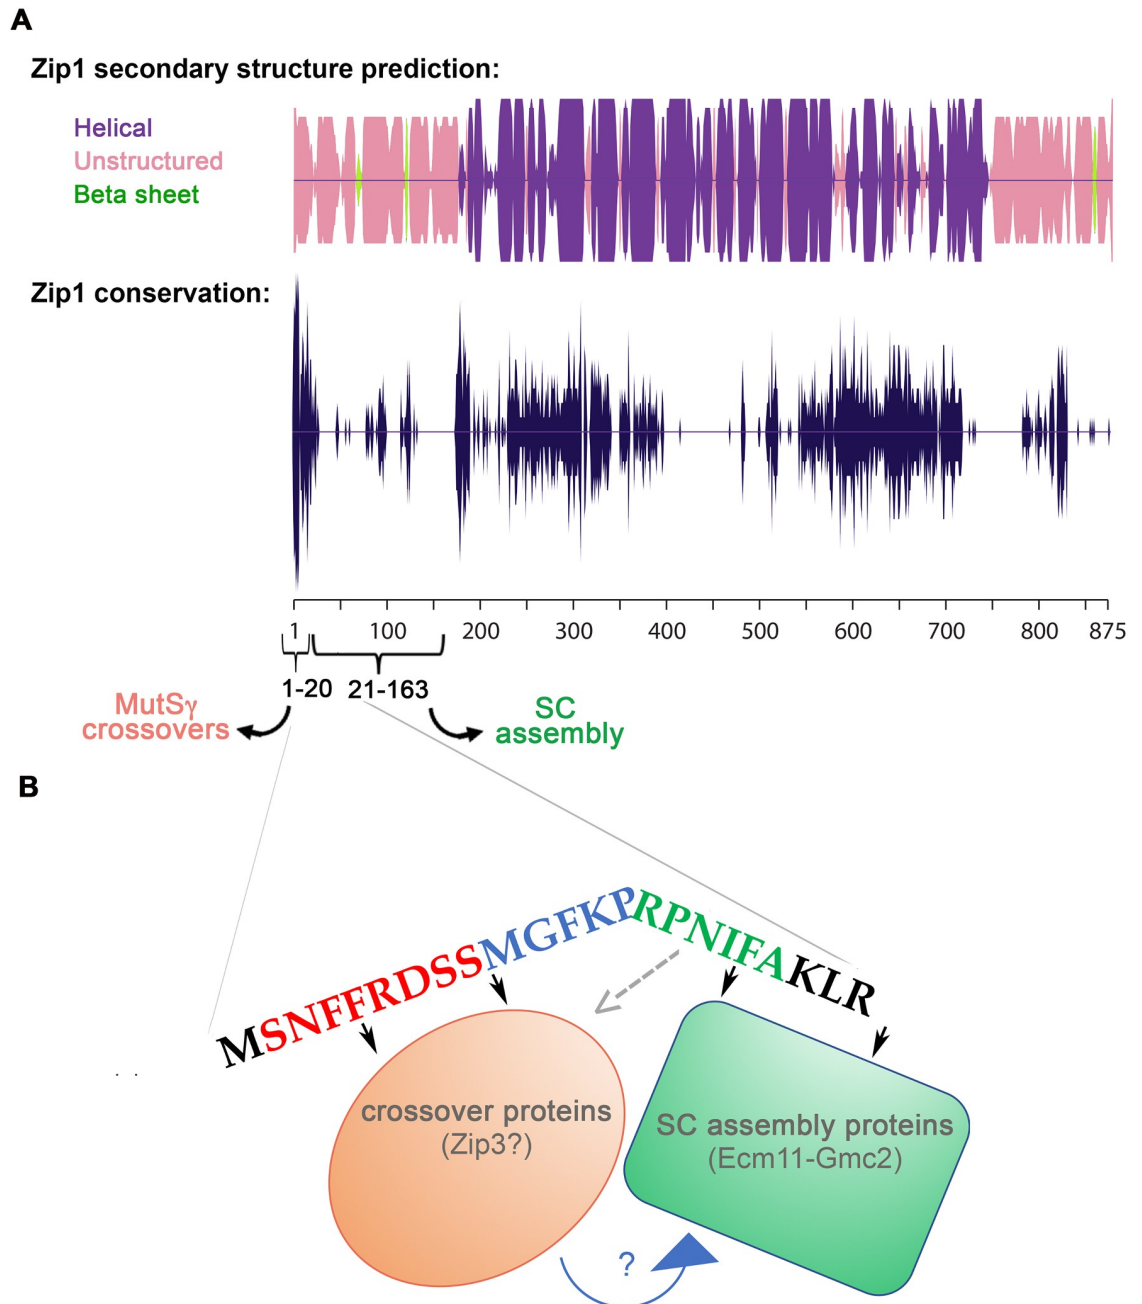 A
Zip1 secondary structure prediction:
Helical
Unstructured
Beta sheet
Zip1 conservation:
1 100 200 300 400 500 600 700 800 875
1-20 21-163
MutSγ
crossovers
SC
assembly
B
MSNFFRDSSMGFKPRPNIFAKLR
crossover proteins
(Zip3?)
SC assembly proteins
(Ecm11-Gmc2)
?